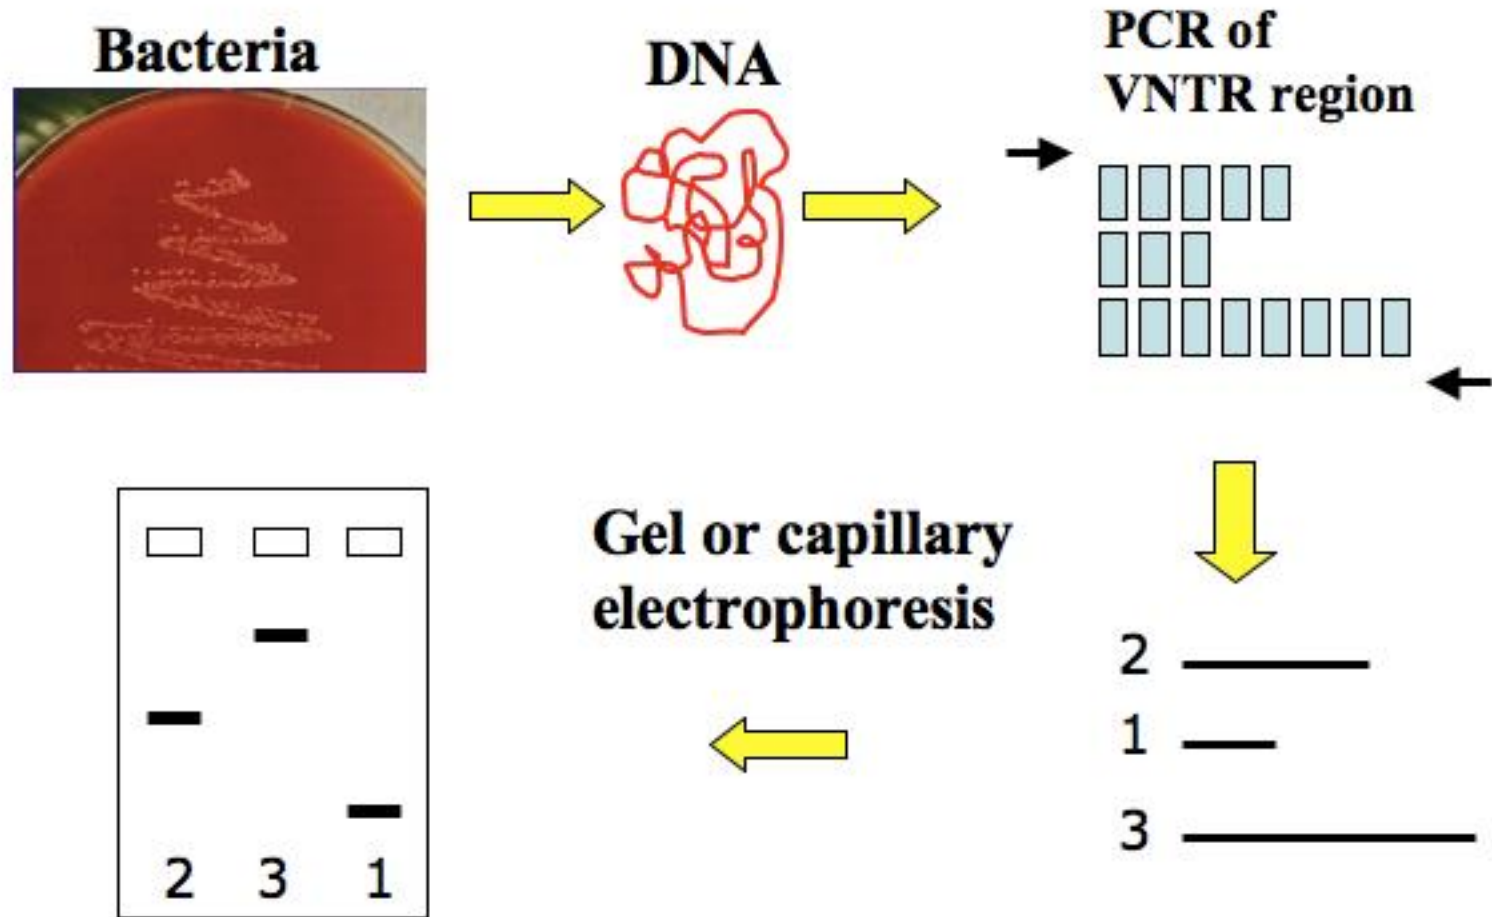 Bacteria
DNA
PCR of
VNTR region
2
1
3
Gel or capillary
electrophoresis
2 3 1